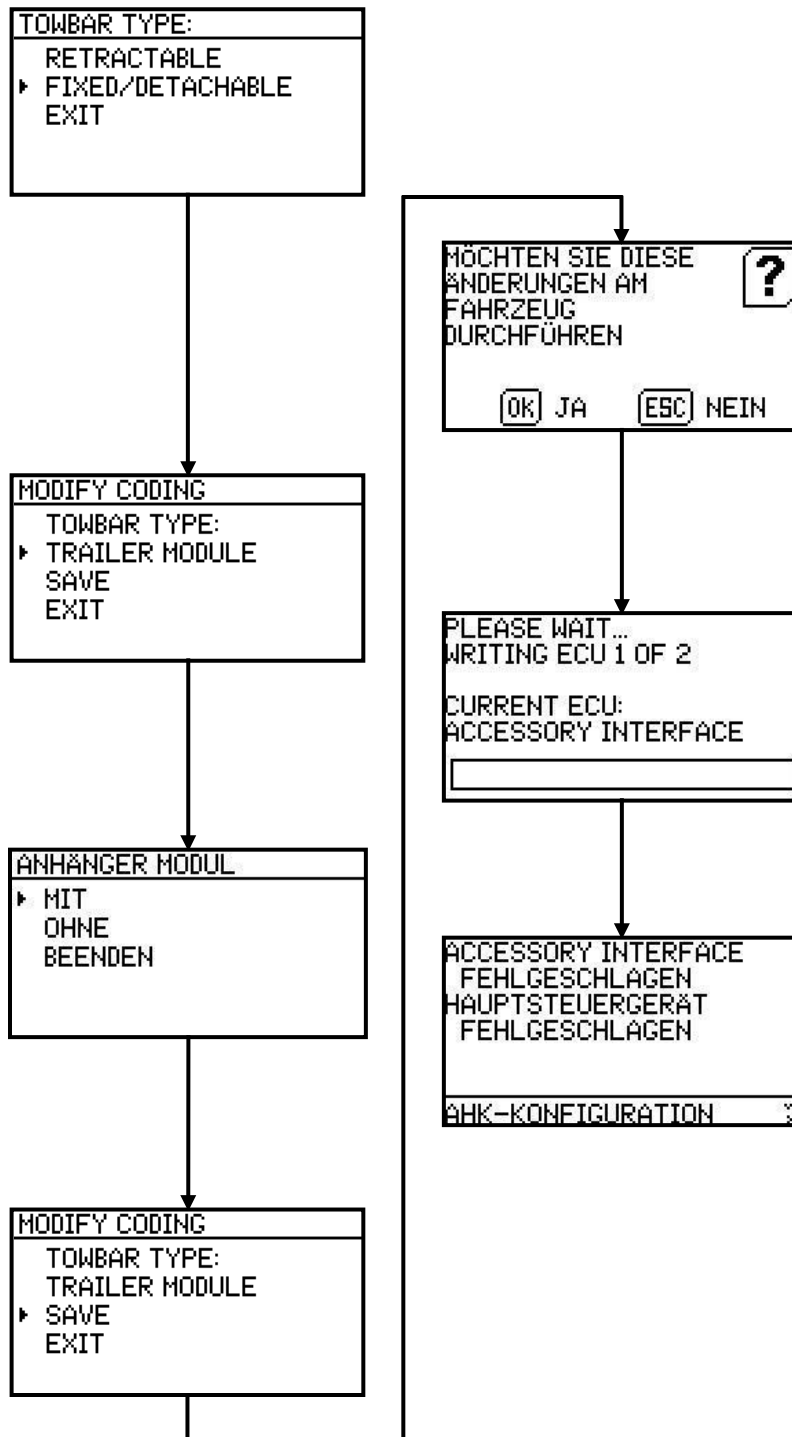 TOWBAR TYPE:
RETRACTABLE
FIXED/DETACHABLE
EXIT
MODIFY CODING
TOWBAR TYPE:
TRAILER MODULE
SAVE
EXIT
ANHÄNGER MODUL
MIT
OHNE
BEENDEN
MODIFY CODING
TOWBAR TYPE:
TRAILER MODULE
SAVE
EXIT
MÖCHTEN SIE DIESE
ÄNDERUNGEN AM
FAHRZEUG
DURCHFÜHREN
?
OK JA ESC NEIN
PLEASE WAIT...
WRITING ECU 1 OF 2
CURRENT ECU:
ACCESSORY INTERFACE
ACCESSORY INTERFACE
FEHLGESCHLAGEN
HAUPTSTEUERGERÄT
FEHLGESCHLAGEN
AHK-KONFIGURATION